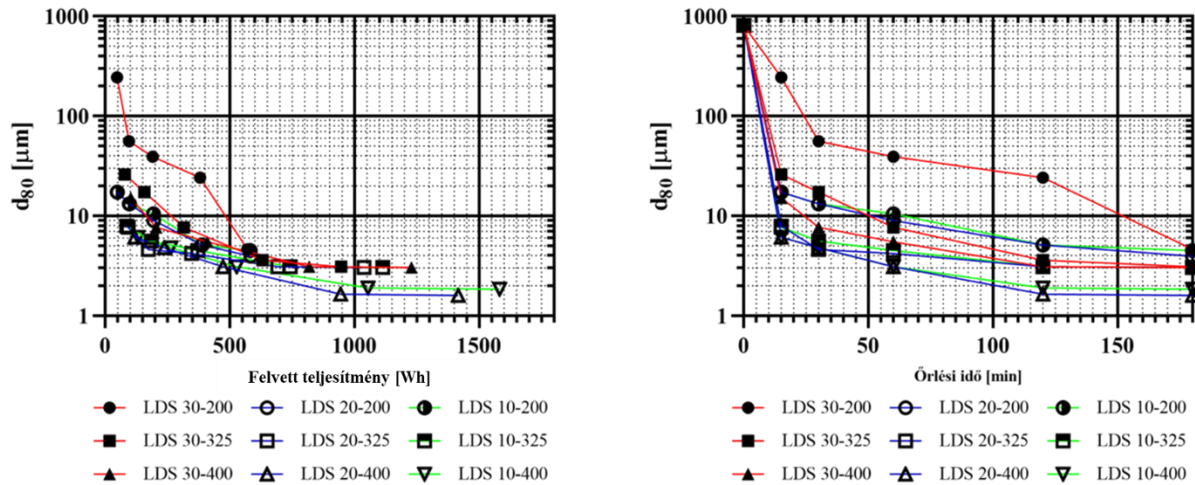 1000
100
10
1
d80 [μm]
0 500 1000 1500
Felvett teljesítmény [Wh]
LDS 30-200 LDS 20-200 LDS 10-200
LDS 30-325 LDS 20-325 LDS 10-325
LDS 30-400 LDS 20-400 LDS 10-400
1000
100
10
1
d80 [μm]
0 50 100 150
Őrlési idő [min]
LDS 30-200 LDS 20-200 LDS 10-200
LDS 30-325 LDS 20-325 LDS 10-325
LDS 30-400 LDS 20-400 LDS 10-400